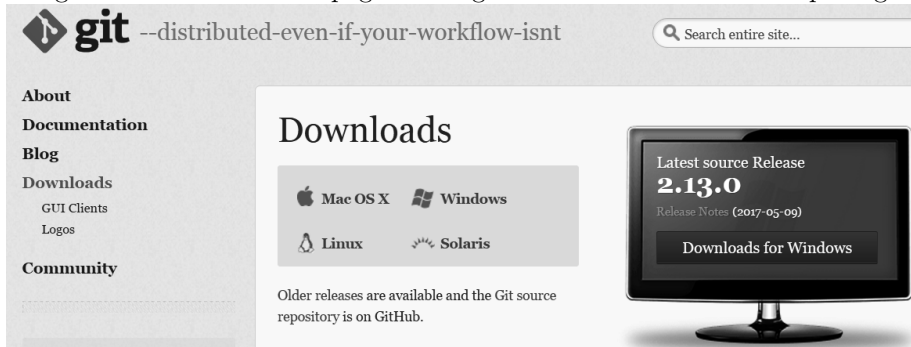 git --distributed-even-if-your-workflow-isnt
Search entire site...
About
Documentation
Blog
Downloads
GUI Clients
Logos
Community
Downloads
Mac OS X
Windows
Linux
Solaris
Older releases are available and the Git source
repository is on GitHub.
Latest source Release
2.13.0
Release Notes (2017-05-09)
Downloads for Windows